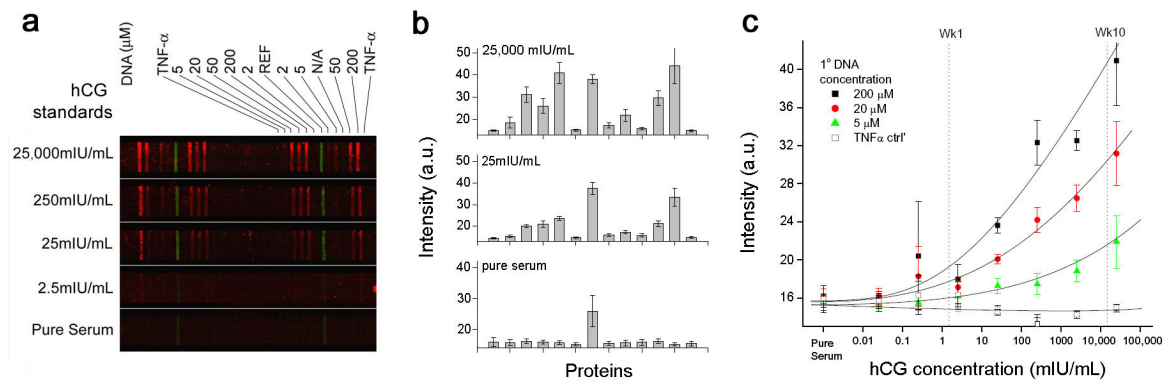 a
DNA (μM)
TNF-α
5
20
50
200
2
REF
2
5
N/A
50
200
TNF-α
hCG
standards
25,000mIU/mL
250mIU/mL
25mIU/mL
2.5mIU/mL
Pure Serum
b
Intensity (a.u.)
25,000 mIU/mL
50
40
30
20
25mIU/mL
50
40
30
20
pure serum
40
30
20
Proteins
c
Wk1
Wk10
1° DNA
concentration
200 μM
20 μM
5 μM
TNFα ctrl'
Intensity (a.u.)
40
36
32
28
24
20
16
Pure
Serum
0.01
0.1
1
10
100
1000
10,000
100,000
hCG concentration (mIU/mL)